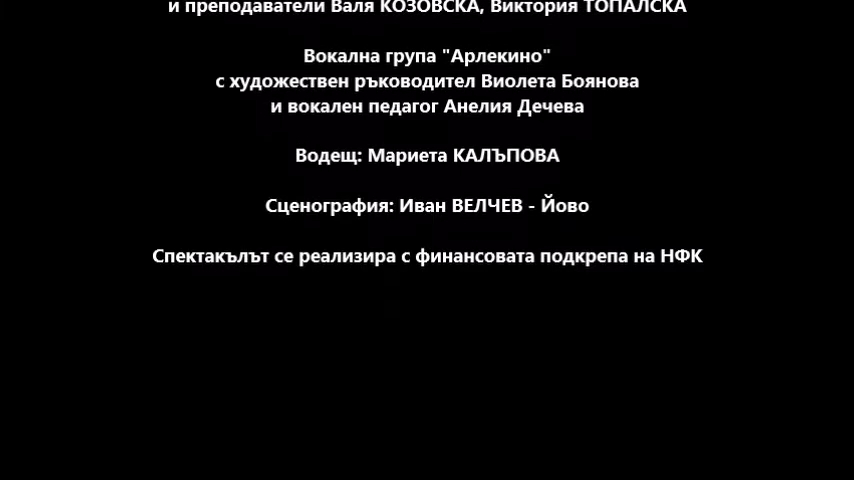 и преподаватели Валя КОЗОВСКА, Виктория ТОПАЛСКА
Вокална група "Арлекино"
с художествен ръководител Виолета Боянова
и вокален педагог Анелия Дечева
Водещ: Мариета КАЛЪПОВА
Сценография: Иван ВЕЛЧЕВ - Йово
Спектакълът се реализира с финансовата подкрепа на НФК